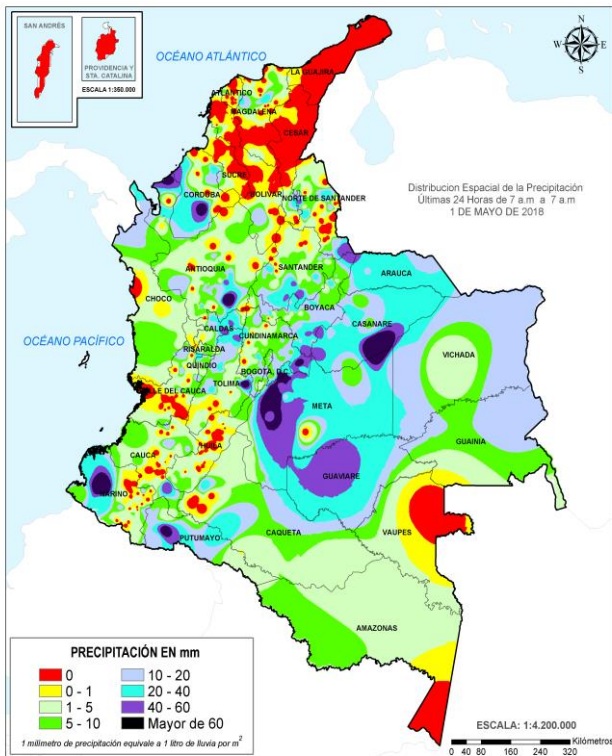 SAN ANDRÉS
PROVIDENCIA Y
STA. CATALINA
ESCALA 1:350.000
OCÉANO ATLÁNTICO
N
W E
S
LA GUAJIRA
ATLANTICO
MAGDALENA
CESAR
SUCRE
CORDOBA
BOLIVAR
NORTE DE SANTANDER
Distribucion Espacial de la Precipitación
Últimas 24 Horas de 7 a.m a 7 a.m
1 DE MAYO DE 2018
ANTIOQUIA
SANTANDER
ARAUCA
CHOCO
BOYACA
CASANARE
OCÉANO PACÍFICO
CALDAS
CUNDINAMARCA
VICHADA
RISARALDA
QUINDIO
BOGOTA, D.C.
TOLIMA
E DEL CAUCA
META
GUAINIA
HUILA
CAUCA
GUAVIARE
NARIÑO
CAQUETA
VAUPES
PUTUMAYO
AMAZONAS
PRECIPITACIÓN EN mm
0 10 - 20
0 - 1 20 - 40
1 - 5 40 - 60
5 - 10 Mayor de 60
1 milimetro de precipitación equivale a 1 litro de lluvia por m²
ESCALA: 1:4.200.000
0 40 80 160 240 320 Kilómetros